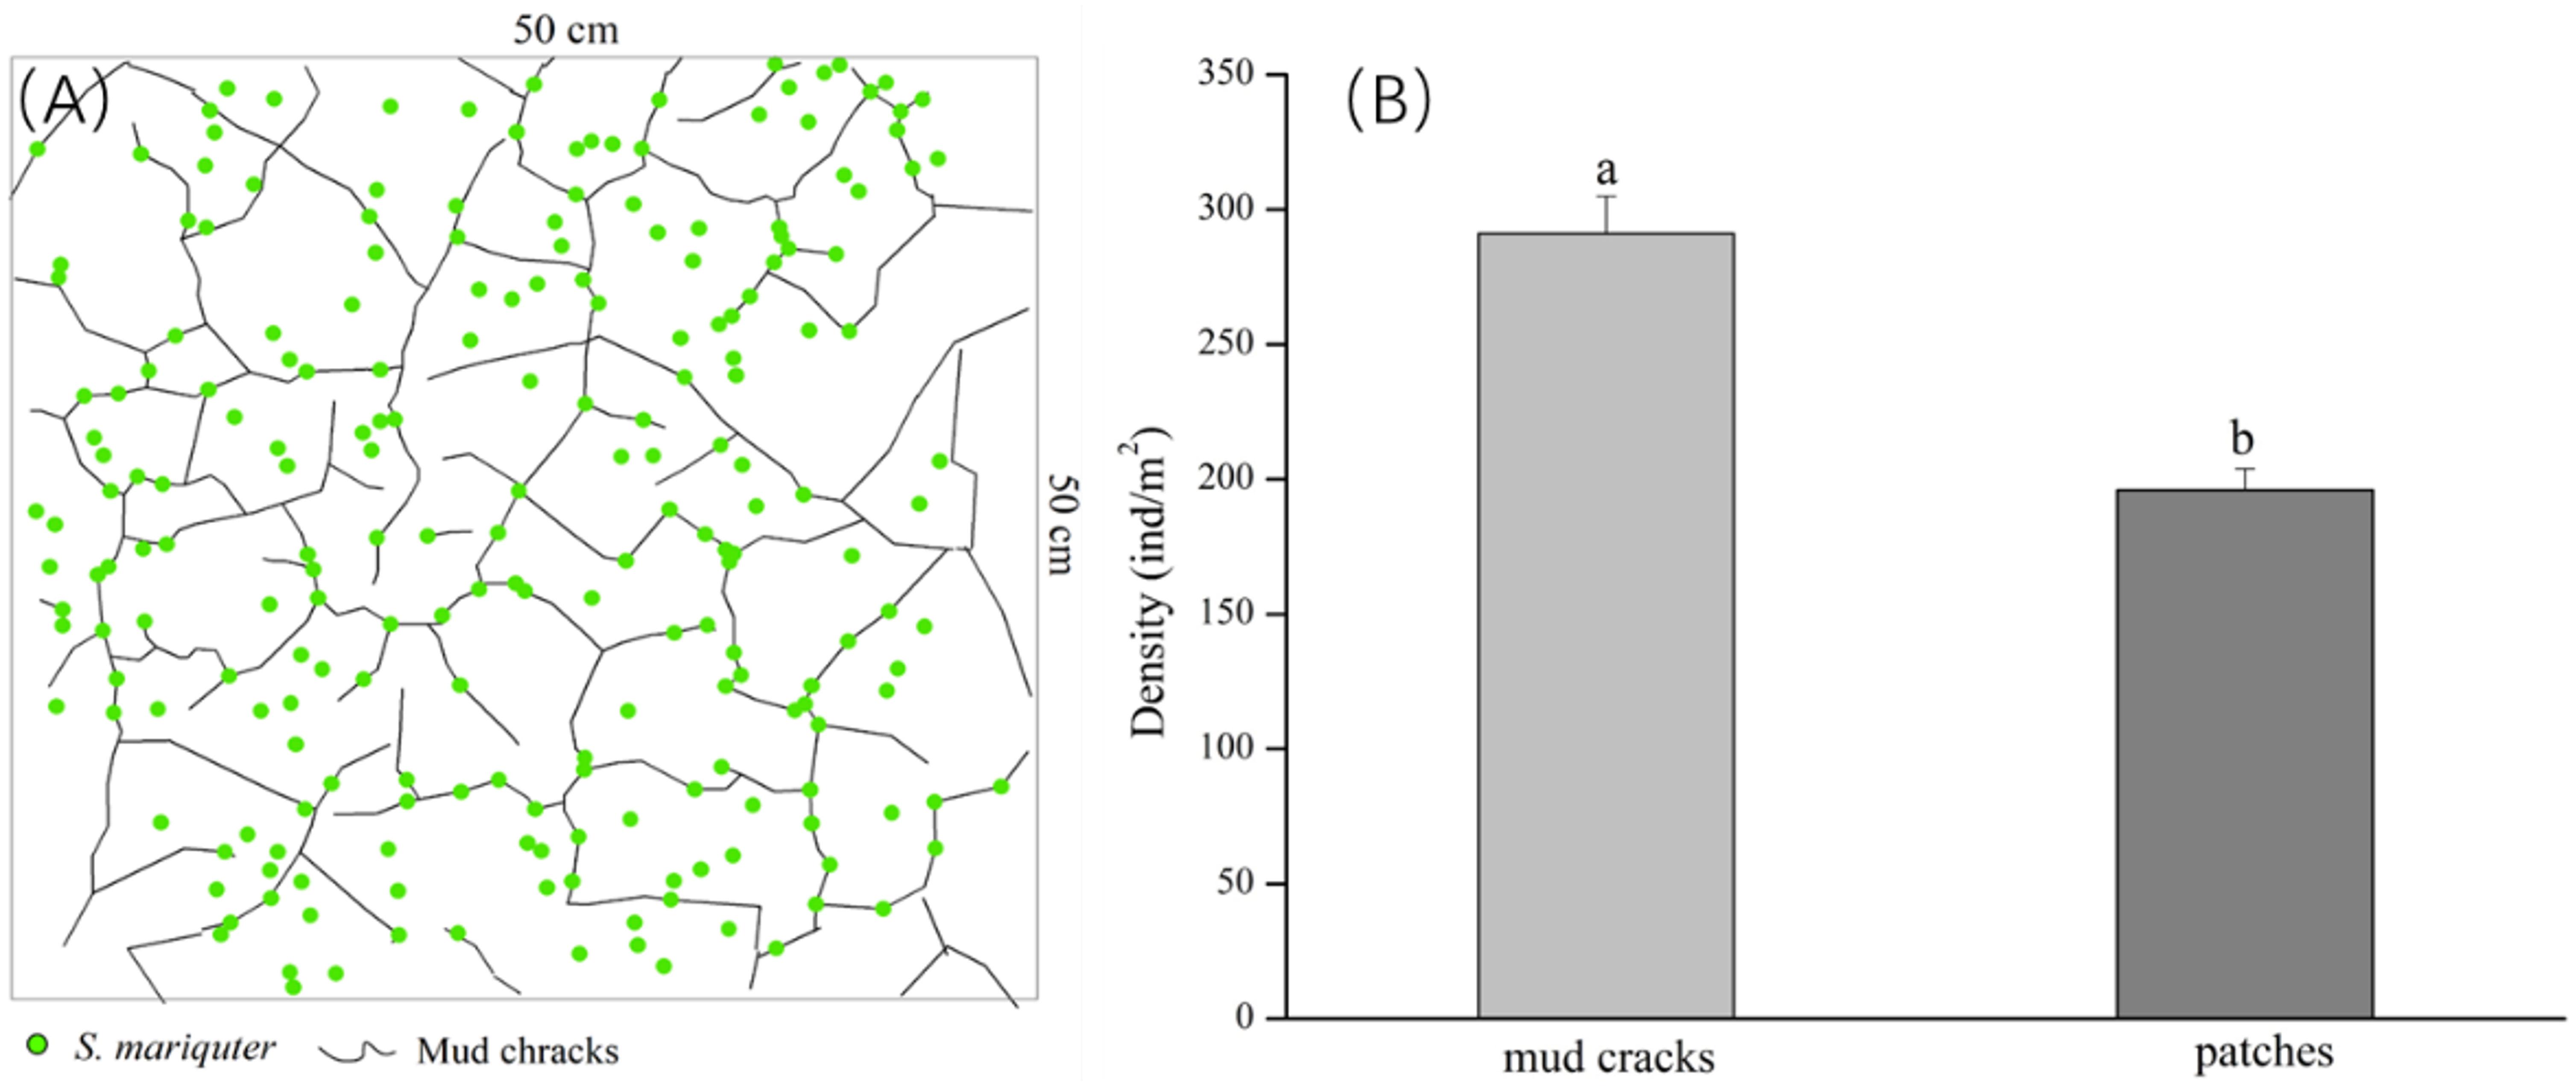 50 cm
(A)
50 cm
S. mariquter
Mud chracks
(B)
Density (ind/m²)
350
300
250
200
150
100
50
0
a
b
mud cracks
patches